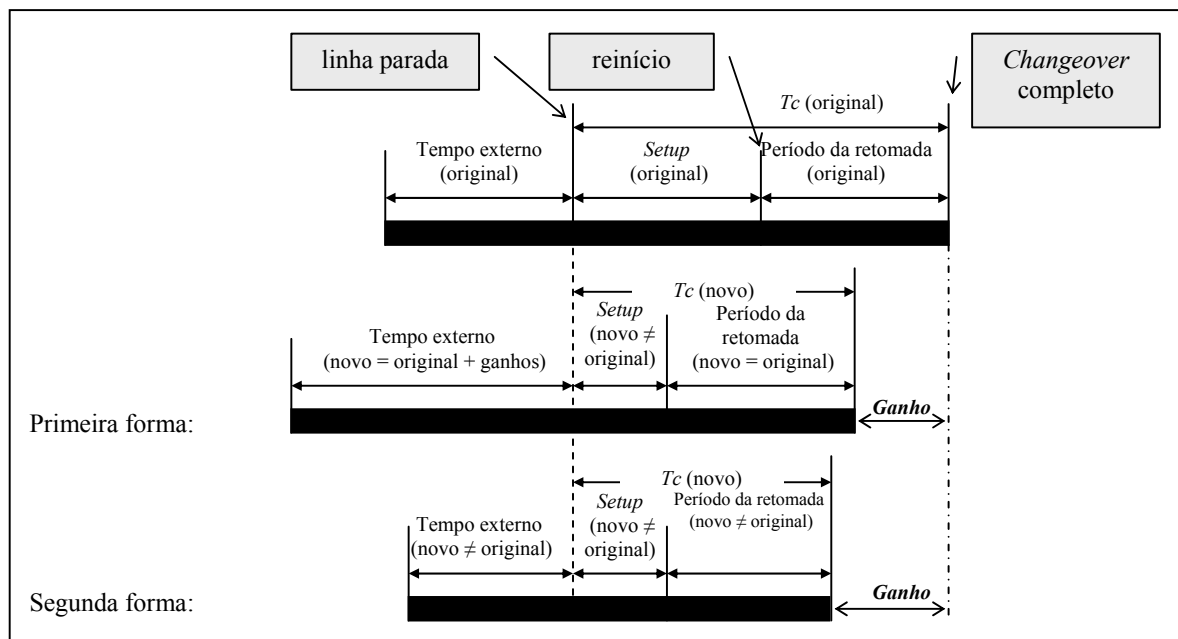 linha parada
reinício
Changeover
completo
Tc (original)
Tempo externo
(original)
Setup
(original)
Período da retomada
(original)
Tc (novo)
Tempo externo
(novo = original + ganhos)
Setup
(novo ≠
original)
Período da
retomada
(novo = original)
Primeira forma:
Ganho
Tc (novo)
Tempo externo
(novo ≠ original)
Setup
(novo ≠
original)
Período da retomada
(novo ≠ original)
Segunda forma:
Ganho